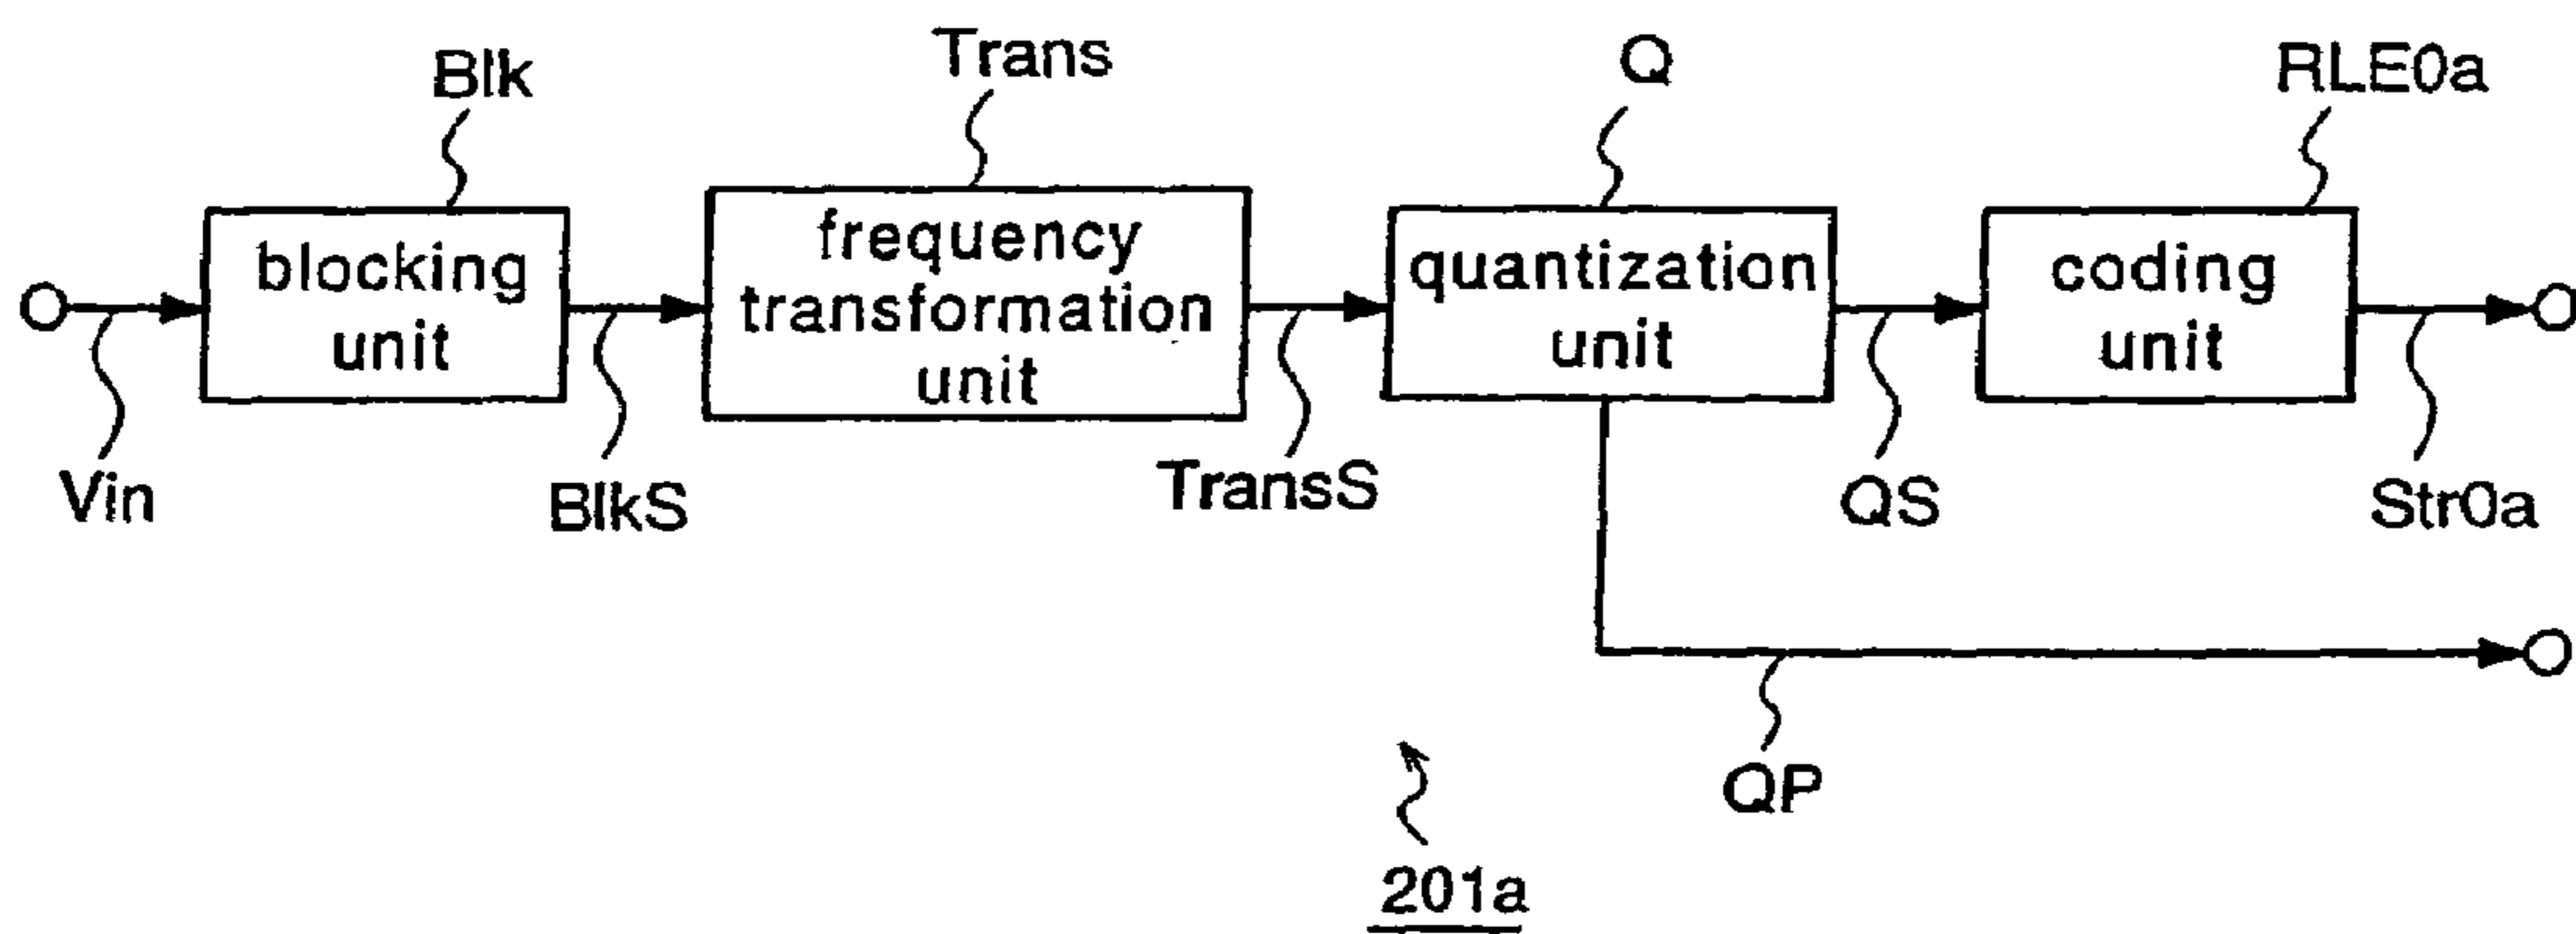 Blk
Trans
Q
RLE0a
blocking
unit
frequency
transformation
unit
quantization
unit
coding
unit
Vin
BlkS
TransS
QS
Str0a
QP
201a